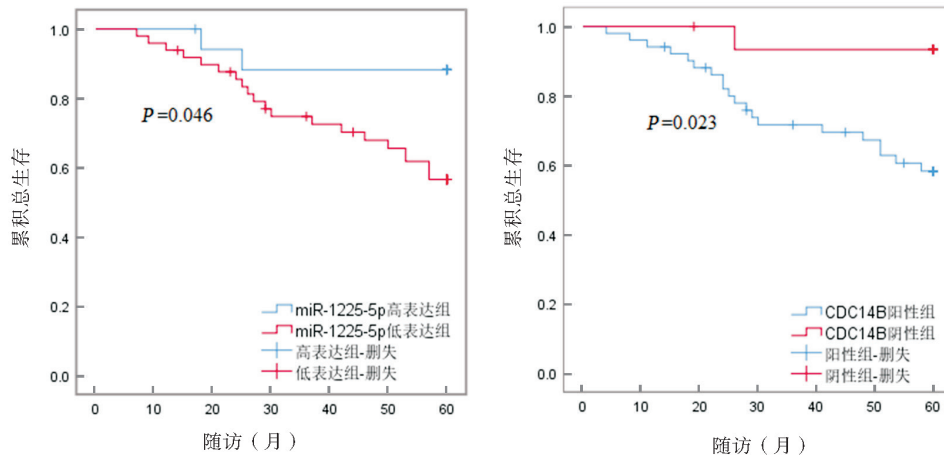 1.0
0.8
0.6
0.4
0.2
0.0
累积总生存
P=0.046
miR-1225-5p高表达组
miR-1225-5p低表达组
高表达组-删失
低表达组-删失
0 10 20 30 40 50 60
随访（月）
1.0
0.8
0.6
0.4
0.2
0.0
累积总生存
P=0.023
CDC14B阳性组
CDC14B阴性组
阳性组-删失
阴性组-删失
0 10 20 30 40 50 60
随访（月）